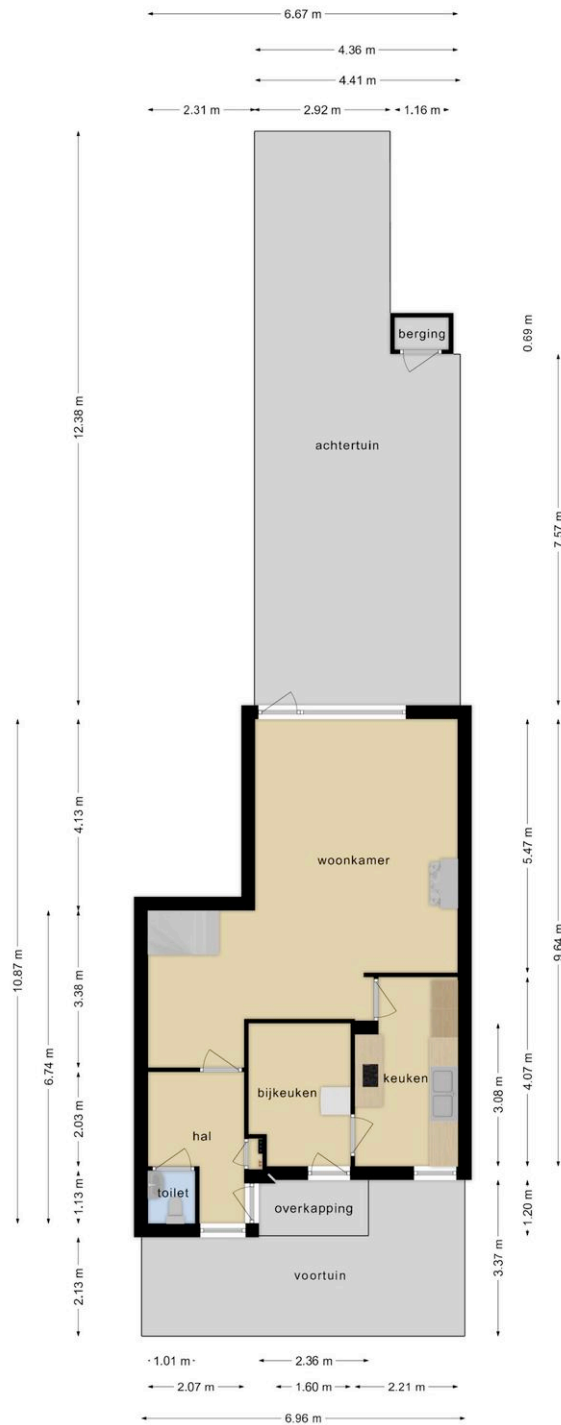 6.67 m
4.36 m
4.41 m
2.31 m 2.92 m 1.16 m
berging
0.69 m
12.38 m
achtertuin
7.57 m
4.13 m
woonkamer
5.47 m
10.87 m
9.64 m
6.74 m
3.38 m
keuken
bijkeuken
4.07 m
3.08 m
2.03 m
hal
toilet
1.13 m
overkapping
1.20 m
voortuin
2.13 m
3.37 m
1.01 m 2.36 m
2.07 m 1.60 m 2.21 m
6.96 m